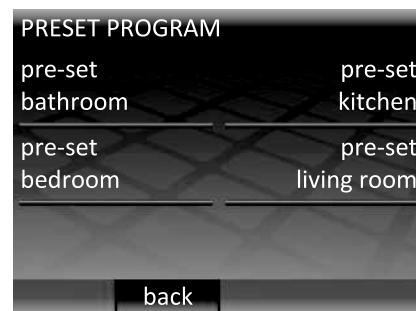 PRESET PROGRAM
pre-set
bathroom
pre-set
kitchen
pre-set
bedroom
pre-set
living room
back